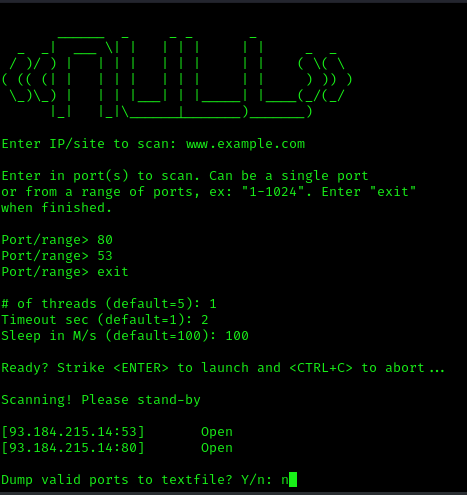 Enter IP/site to scan: www.example.com
Enter in port(s) to scan. Can be a single port
or from a range of ports, ex: "1-1024". Enter "exit"
when finished.
Port/range> 80
Port/range> 53
Port/range> exit
# of threads (default=5): 1
Timeout sec (default=1): 2
Sleep in M/s (default=100): 100
Ready? Strike <ENTER> to launch and <CTRL+C> to abort...
Scanning! Please stand-by
[93.184.215.14:53] Open
[93.184.215.14:80] Open
Dump valid ports to textfile? Y/n: n